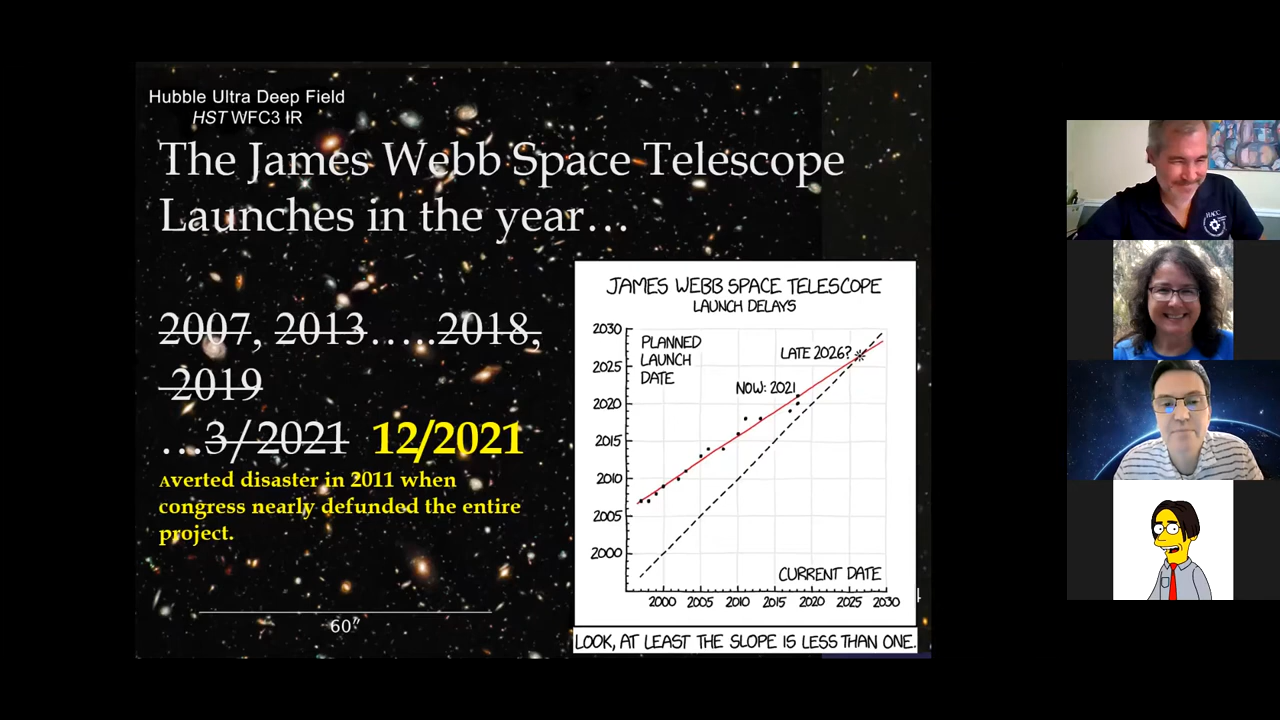 Hubble Ultra Deep Field
HST WFC3 IR
The James Webb Space Telescope
Launches in the year…
2007, 2013…..2018,
2019
…3/2021 12/2021
Averted disaster in 2011 when
congress nearly defunded the entire
project.
60"
JAMES WEBB SPACE TELESCOPE
LAUNCH DELAYS
PLANNED
LAUNCH
DATE
LATE 2026?
NOW: 2021
2030
2025
2020
2015
2010
2005
2000
CURRENT DATE
2000 2005 2010 2015 2020 2025 2030
LOOK, AT LEAST THE SLOPE IS LESS THAN ONE.
HACC